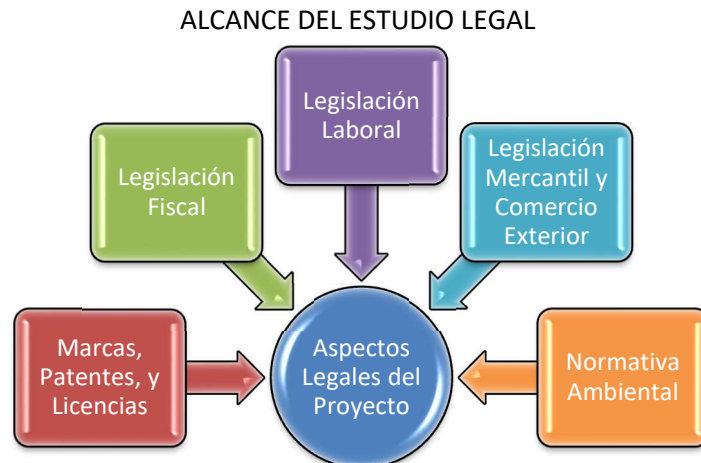 ALCANCE DEL ESTUDIO LEGAL
Legislación
Laboral
Legislación
Fiscal
Legislación
Mercantil y
Comercio
Exterior
Marcas,
Patentes, y
Licencias
Aspectos
Legales del
Proyecto
Normativa
Ambiental